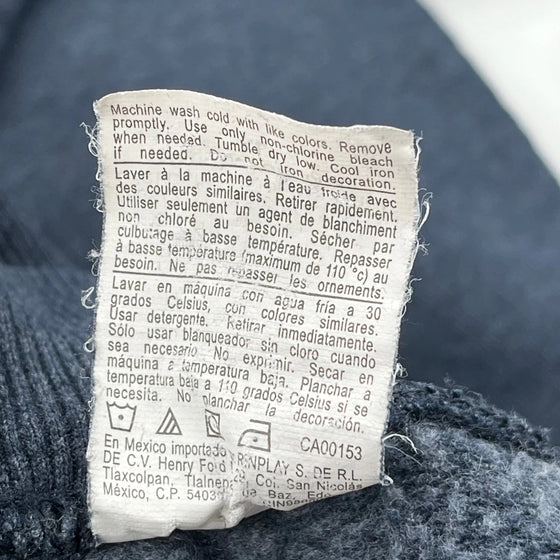 Machine wash cold with like colors. Remove
promptly. Use only non-chlorine bleach
when needed. Tumble dry low. Cool iron
if needed. Do not iron decoration.
Laver à la machine à l'eau froide avec
des couleurs similaires. Retirer rapidement.
Utiliser seulement un agent de blanchiment
non chloré au besoin. Sécher par
culbutage à basse température. Repasser
à basse température (maximum de 110 °c) au
besoin. Ne pas repasser les ornements.
Lavar en máquina con agua fría a 30
grados Celsius, con colores similares.
Usar detergente. Retirar inmediatamente.
Sólo usar blanqueador sin cloro cuando
sea necesario. No exprimir. Secar en
máquina a temperatura baja. Planchar a
temperatura baja a 110 grados Celsius si se
necesita. No planchar la decoración.
CA00153
En Mexico importado
DE C.V. Henry Ford S. DE R.L.
Tlaxcolpan, Tlalnep Col. San Nicolás
México, C.P. 5403 Baz.